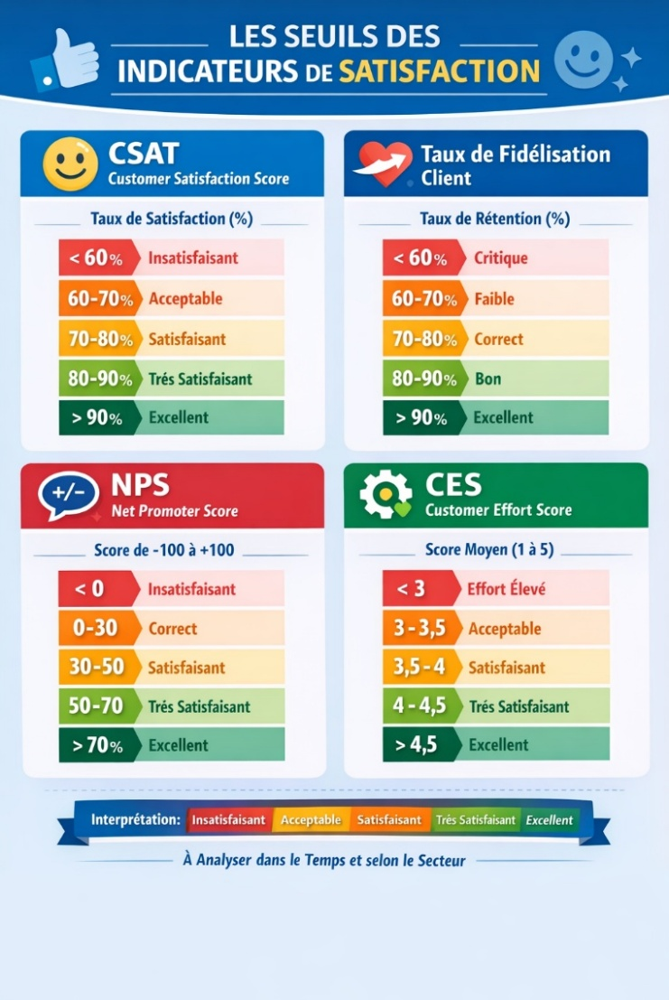 LES SEUILS DES
INDICATEURS DE SATISFACTION
CSAT
Customer Satisfaction Score
Taux de Satisfaction (%)
< 60% Insatisfaisant
60-70% Acceptable
70-80% Satisfaisant
80-90% Trés Satisfaisant
> 90% Excellent
Taux de Fidélisation
Client
Taux de Rétention (%)
< 60% Critique
60-70% Faible
70-80% Correct
80-90% Bon
> 90% Excellent
+/-
NPS
Net Promoter Score
Score de -100 à +100
< 0 Insatisfaisant
0-30 Correct
30-50 Satisfaisant
50-70 Trés Satisfaisant
> 70% Excellent
CES
Customer Effort Score
Score Moyen (1 à 5)
< 3 Effort Élevé
3 - 3,5 Acceptable
3,5 - 4 Satisfaisant
4 - 4,5 Trés Satisfaisant
> 4,5 Excellent
Interprétation: Insatisfaisant Acceptable Satisfaisant Trés Satisfaisant Excellent
À Analyser dans le Temps et selon le Secteur